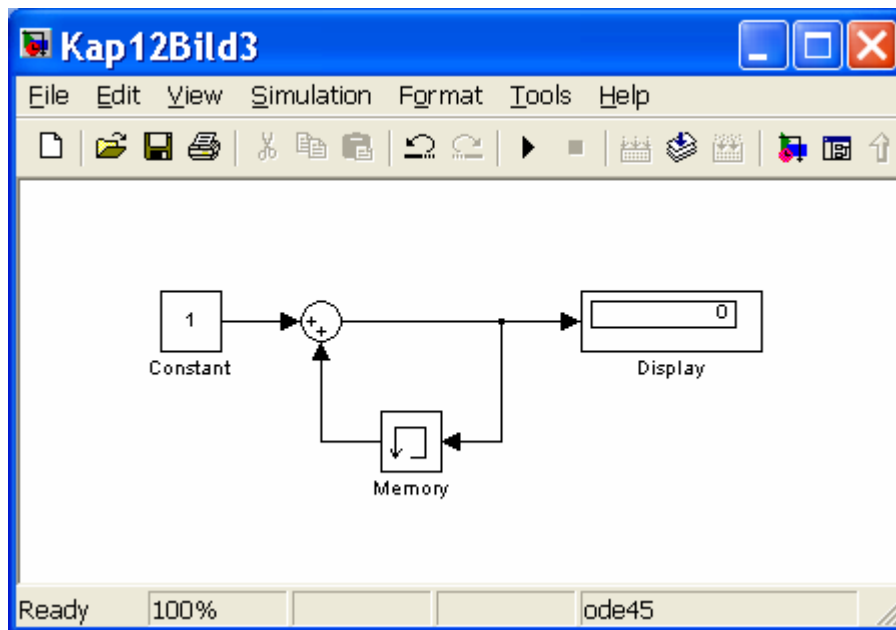 Kap12Bild3
File Edit View Simulation Format Tools Help
1
Constant
+
+
0
Display
Memory
Ready 100% ode45